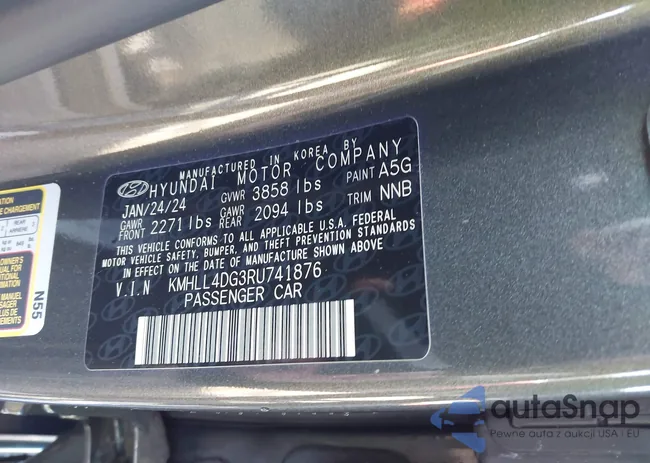 MANUFACTURED IN KOREA BY
HYUNDAI MOTOR COMPANY
JAN/24/24 GVWR 3858 lbs PAINT A5G
GAWR FRONT 2271 lbs GAWR REAR 2094 lbs TRIM NNB
THIS VEHICLE CONFORMS TO ALL APPLICABLE U.S.A. FEDERAL
MOTOR VEHICLE SAFETY, BUMPER, AND THEFT PREVENTION STANDARDS
IN EFFECT ON THE DATE OF MANUFACTURE SHOWN ABOVE
V.I.N KMHLL4DG3RU741876
PASSENGER CAR
N55
autaSnap
Pewne auta z aukcji USA i EU